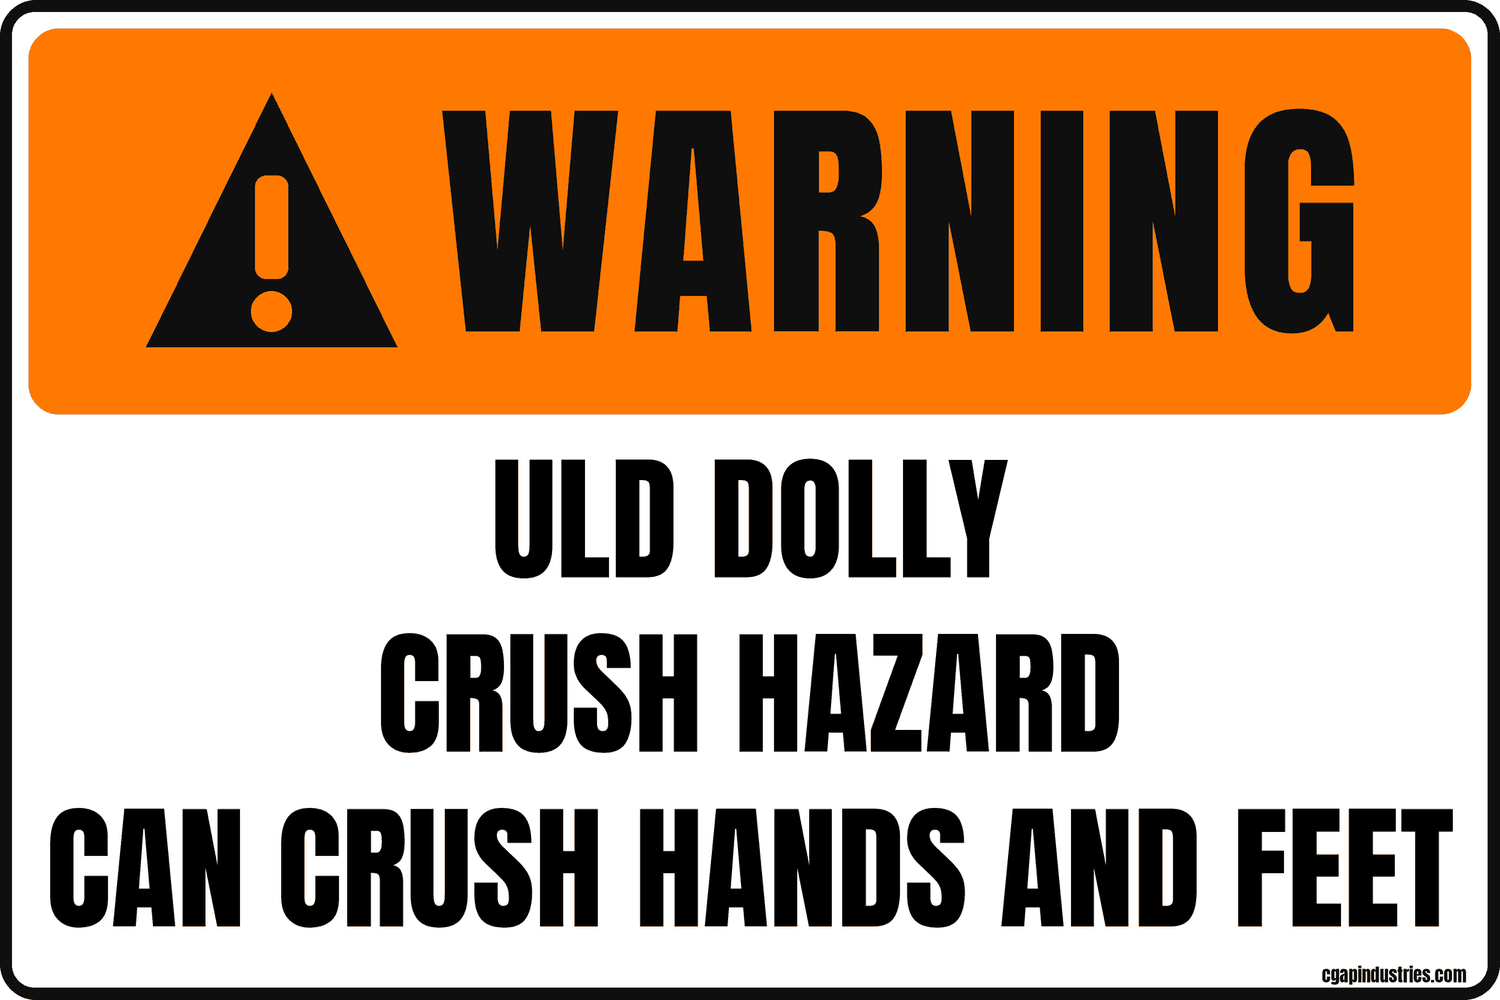 WARNING
ULD DOLLY
CRUSH HAZARD
CAN CRUSH HANDS AND FEET
cgapindustries.com